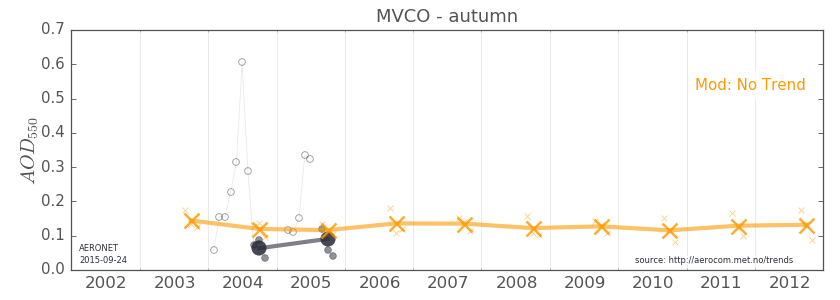 MVCO - autumn
0.7
0.6
0.5
0.4
0.3
0.2
0.1
0.0
AOD550
Mod: No Trend
AERONET
2015-09-24
source: http://aerocom.met.no/trends
2002 2003 2004 2005 2006 2007 2008 2009 2010 2011 2012